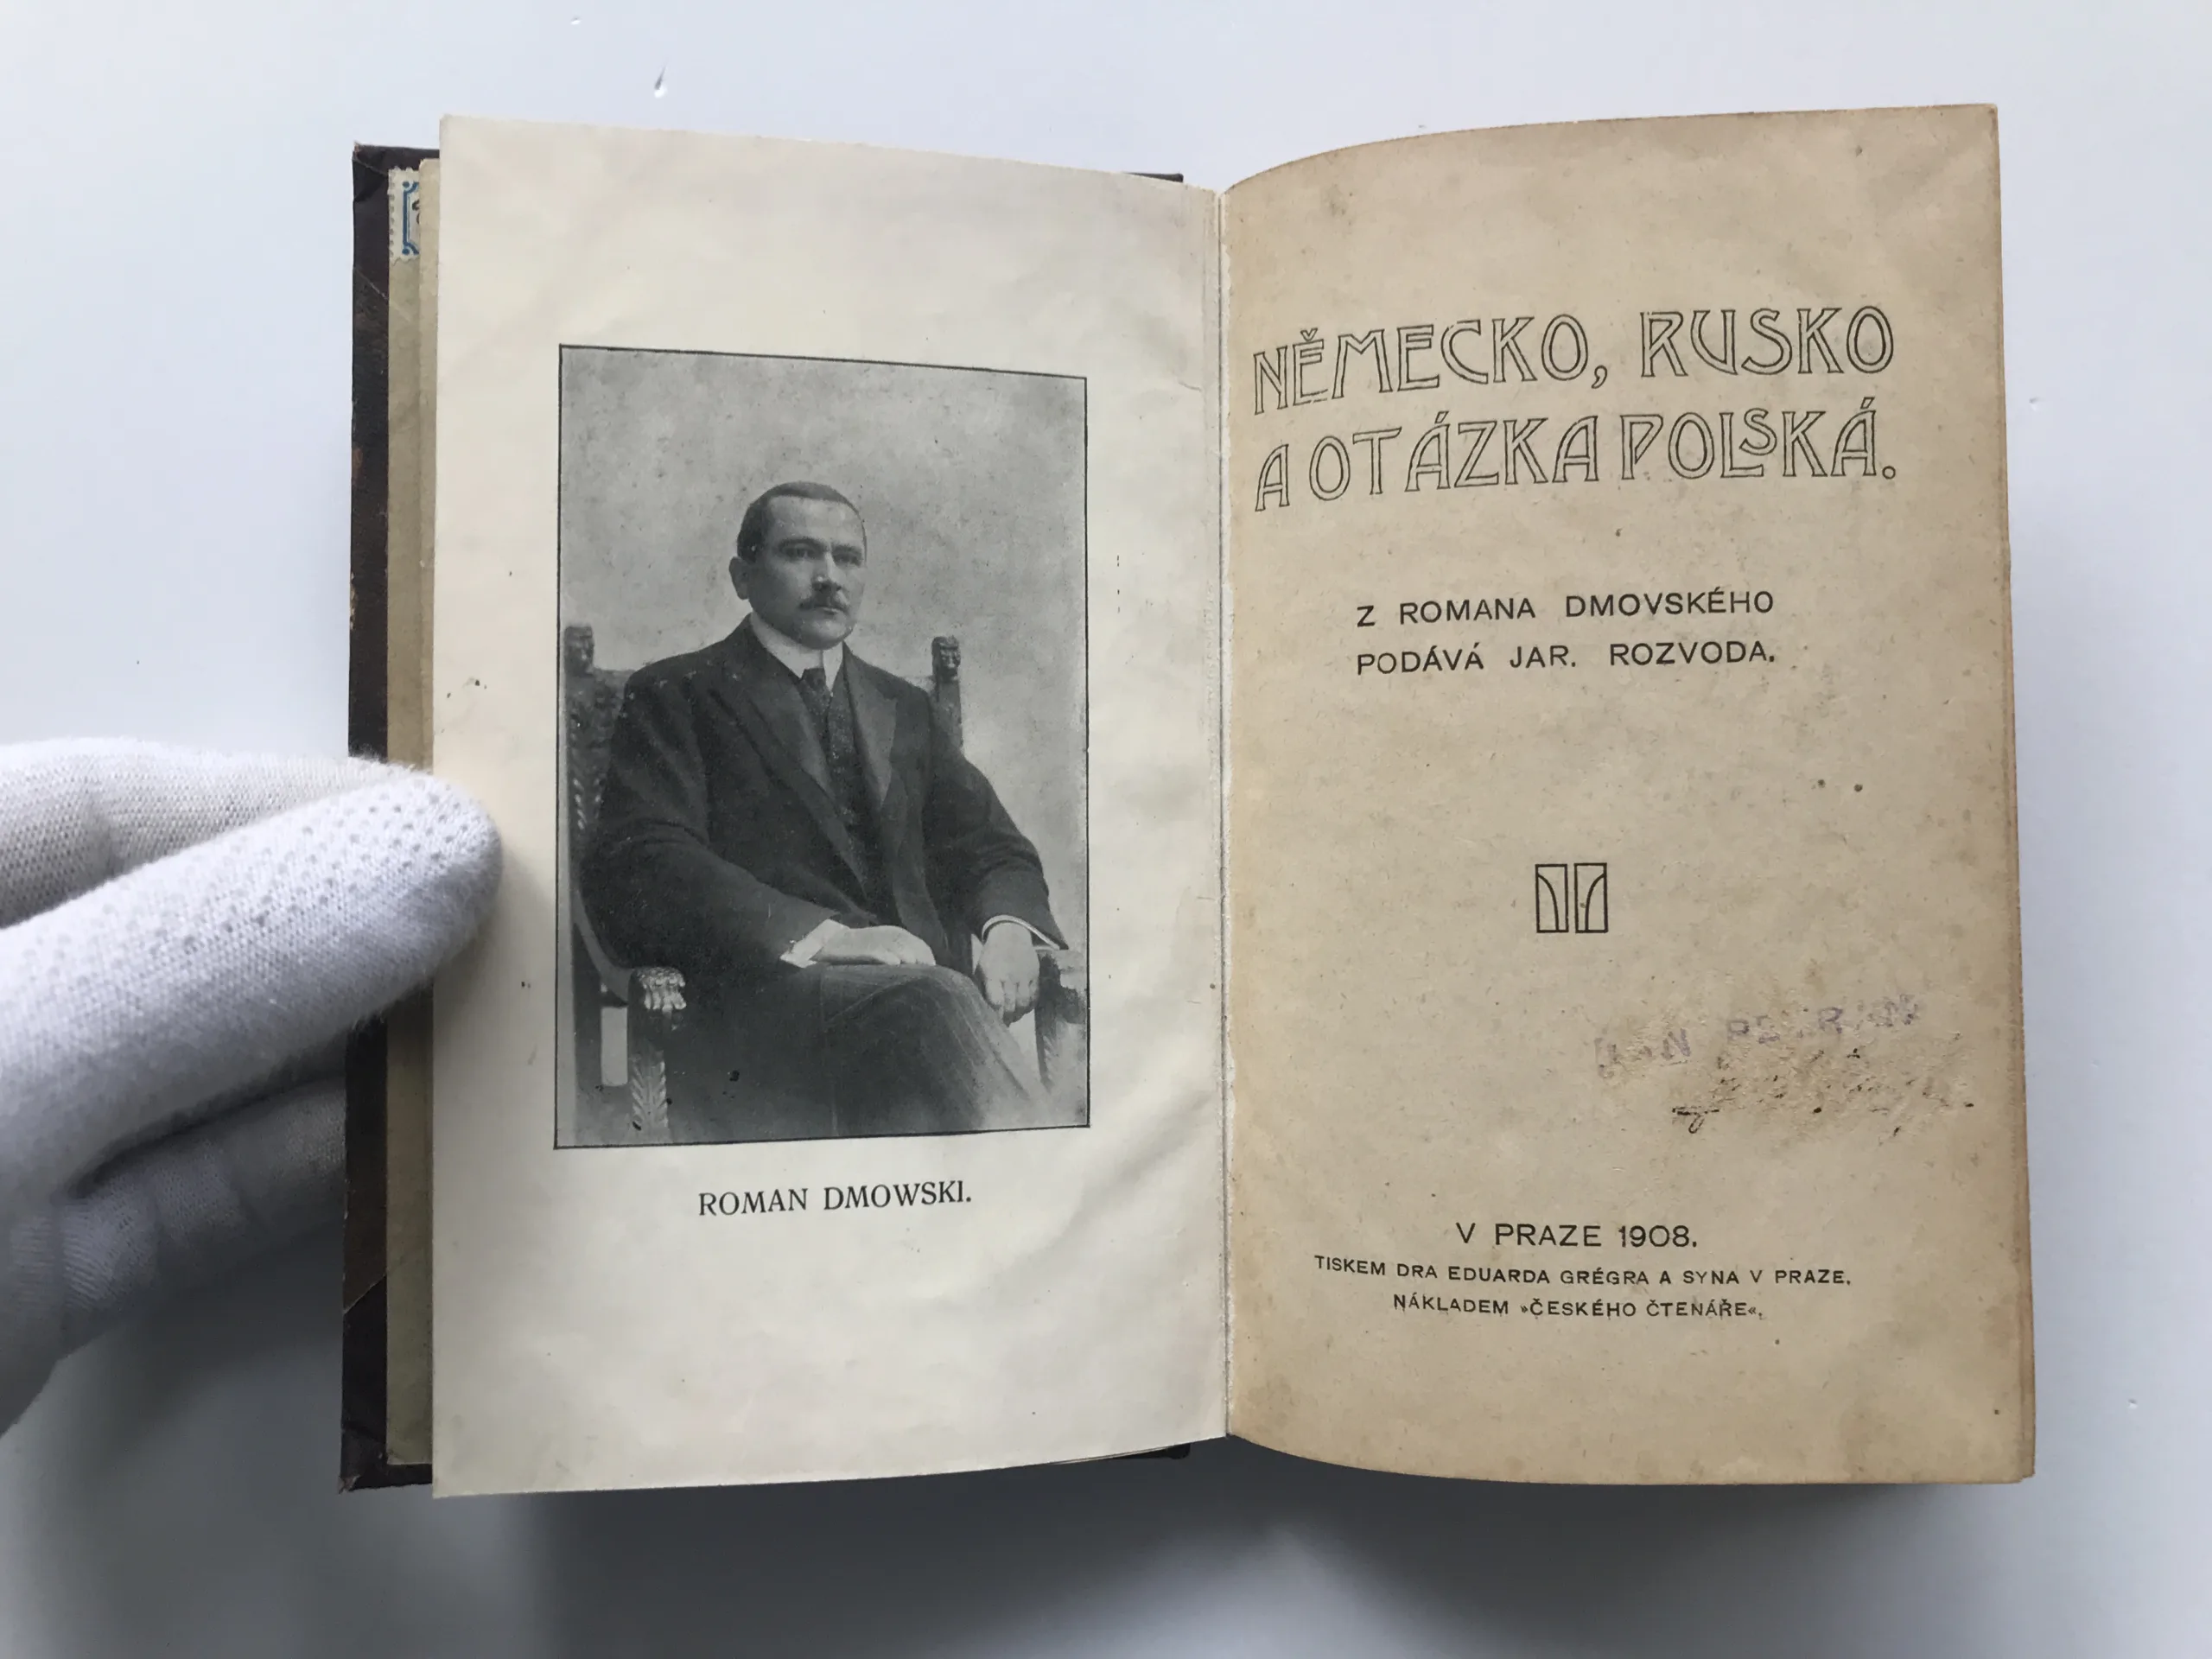 ROMAN DMOWSKI.
NĚMECKO, RUSKO
A OTÁZKA POLSKÁ.
Z ROMANA DMOVSKÉHO
PODÁVÁ JAR. ROZVODA.
V PRAZE 1908.
TISKEM DRA EDUARDA GRÉGRA A SYNA V PRAZE.
NÁKLADEM »ČESKÉHO ČTENÁŘE«.